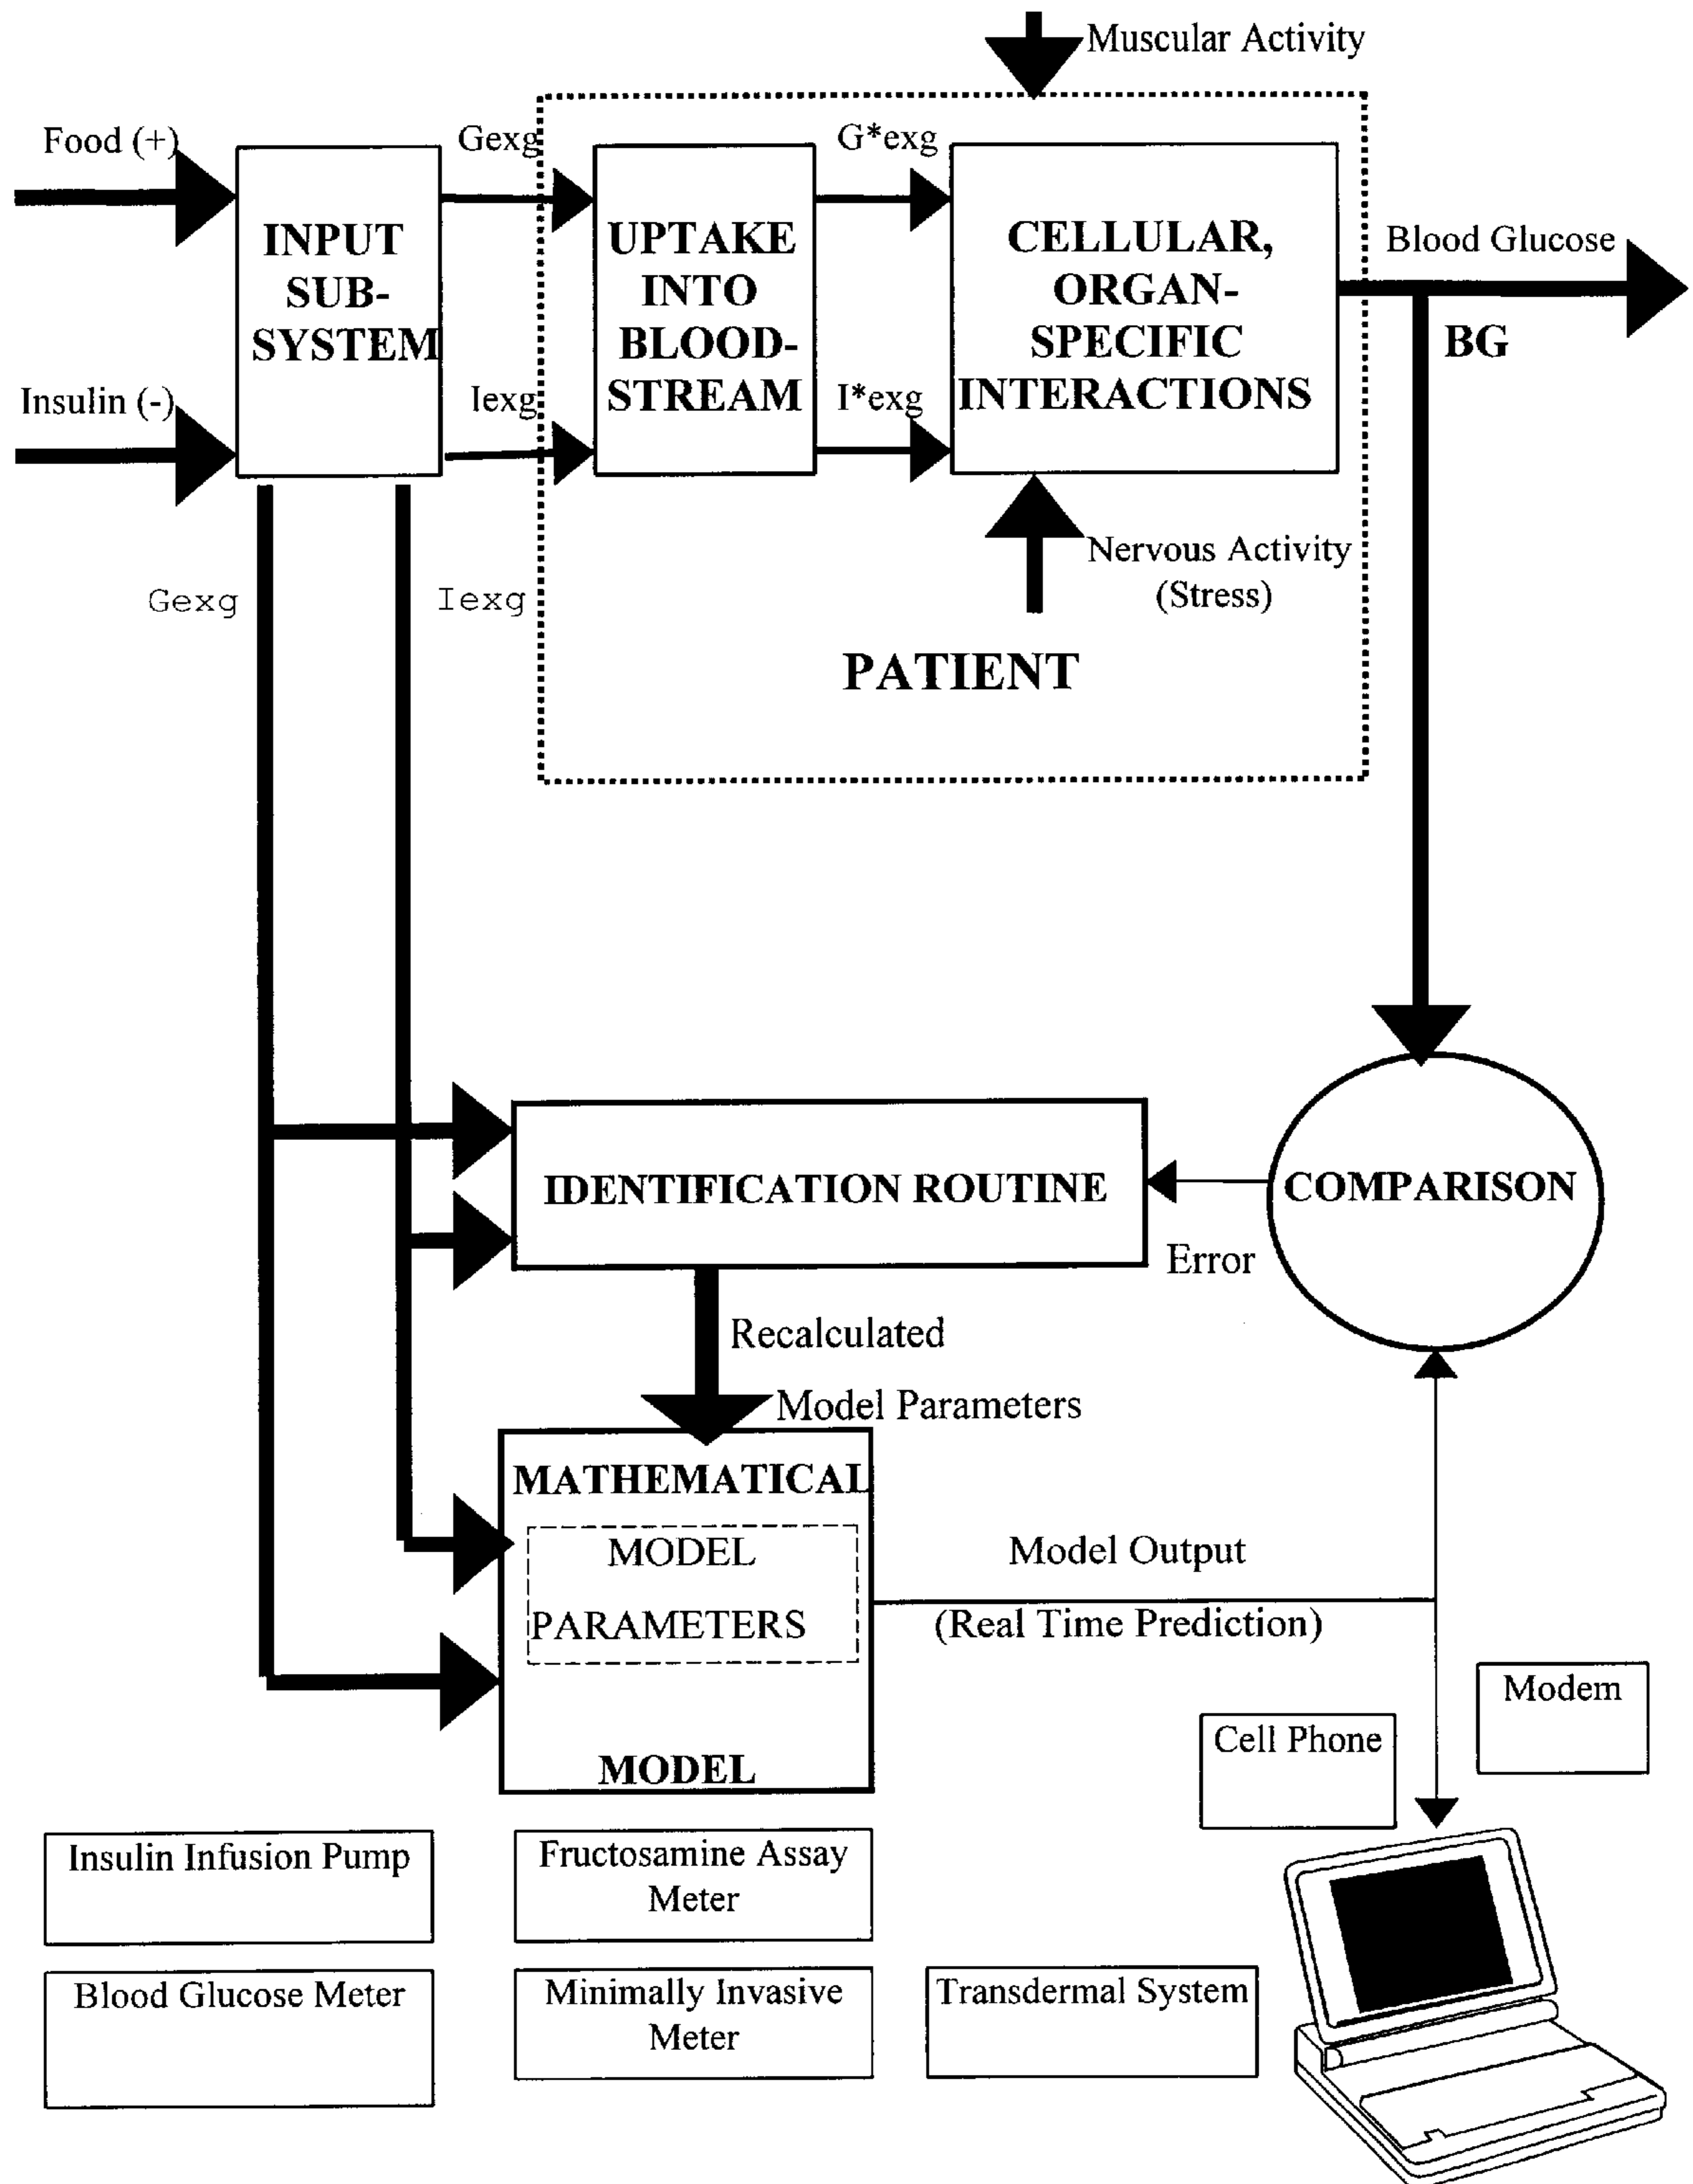 Muscular Activity
Food (+)
Gexg
G*exg
INPUT
SUB-
SYSTEM
UPTAKE
INTO
BLOOD-
STREAM
CELLULAR,
ORGAN-
SPECIFIC
INTERACTIONS
Blood Glucose
BG
Insulin (-)
Iexg
I*exg
Nervous Activity
(Stress)
Gexg
Iexg
PATIENT
IDENTIFICATION ROUTINE
COMPARISON
Error
Recalculated
Model Parameters
MATHEMATICAL
MODEL
PARAMETERS
MODEL
Model Output
(Real Time Prediction)
Modem
Cell Phone
Insulin Infusion Pump
Fructosamine Assay
Meter
Blood Glucose Meter
Minimally Invasive
Meter
Transdermal System